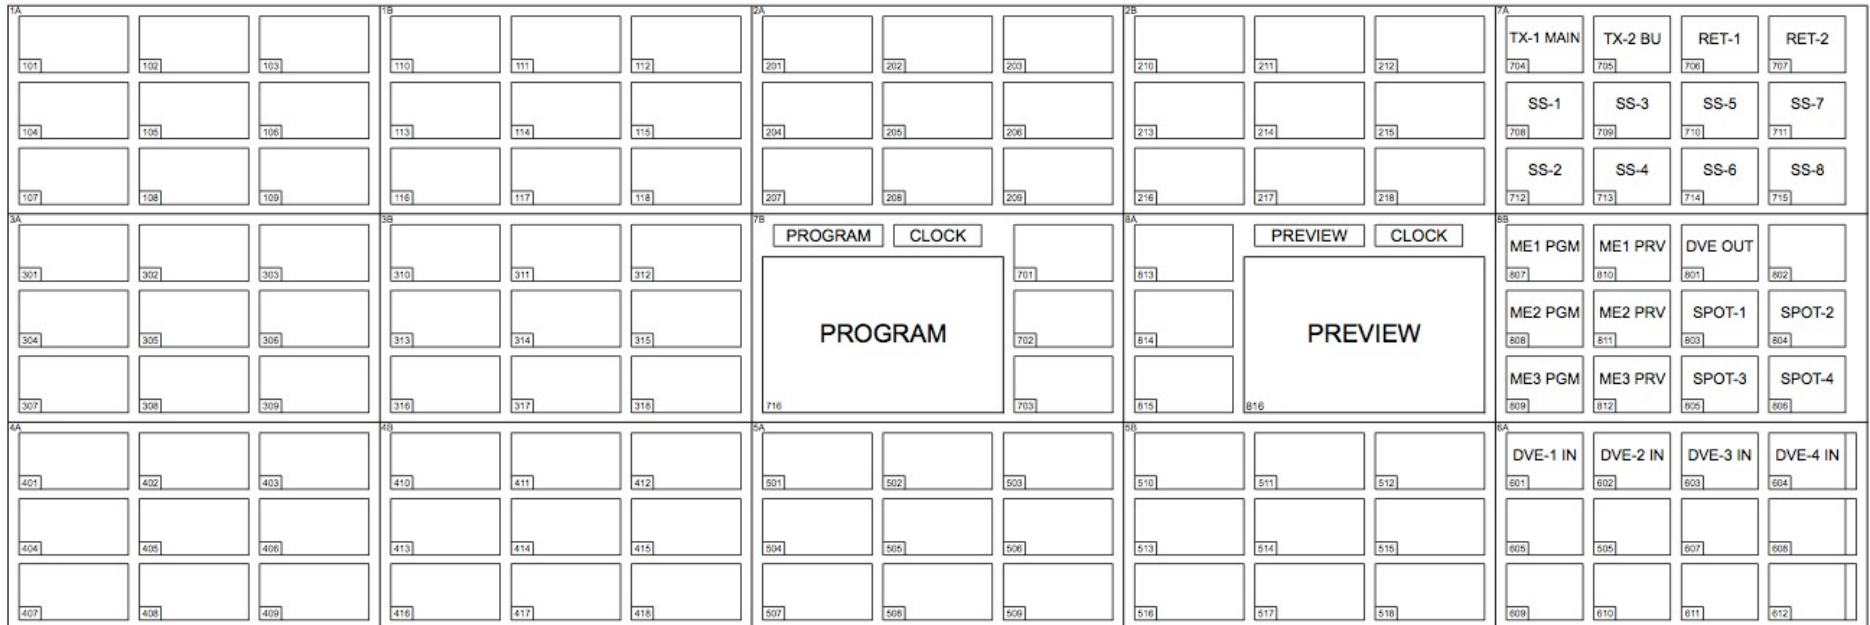 1A 1B 2A 2B 7A
TX-1 MAIN TX-2 BU RET-1 RET-2
101 102 103 110 111 112 201 202 203 210 211 212 704 705 706 707
SS-1 SS-3 SS-5 SS-7
104 105 106 113 114 115 204 205 206 213 214 215 708 709 710 711
SS-2 SS-4 SS-6 SS-8
107 108 109 116 117 118 207 208 209 216 217 218 712 713 714 715
3A 3B 7B 8A 8B
PROGRAM CLOCK PREVIEW CLOCK
ME1 PGM ME1 PRV DVE OUT
301 302 303 310 311 312 701 813 807 810 801 802
ME2 PGM ME2 PRV SPOT-1 SPOT-2
PROGRAM PREVIEW
304 305 306 313 314 315 702 814 808 811 803 804
ME3 PGM ME3 PRV SPOT-3 SPOT-4
307 308 309 316 317 318 716 703 815 816 809 812 805 806
4A 4B 5A 5B 6A
DVE-1 IN DVE-2 IN DVE-3 IN DVE-4 IN
401 402 403 410 411 412 501 502 503 510 511 512 601 602 603 604
404 405 406 413 414 415 504 505 506 513 514 515 605 505 607 608
407 408 409 416 417 418 507 508 509 516 517 518 609 610 611 612